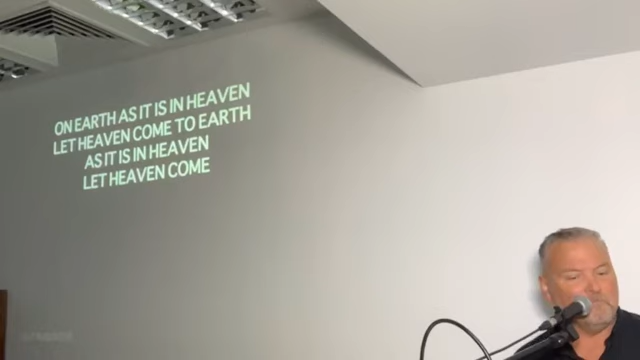 ON EARTH AS IT IS IN HEAVEN
LET HEAVEN COME TO EARTH
AS IT IS IN HEAVEN
LET HEAVEN COME